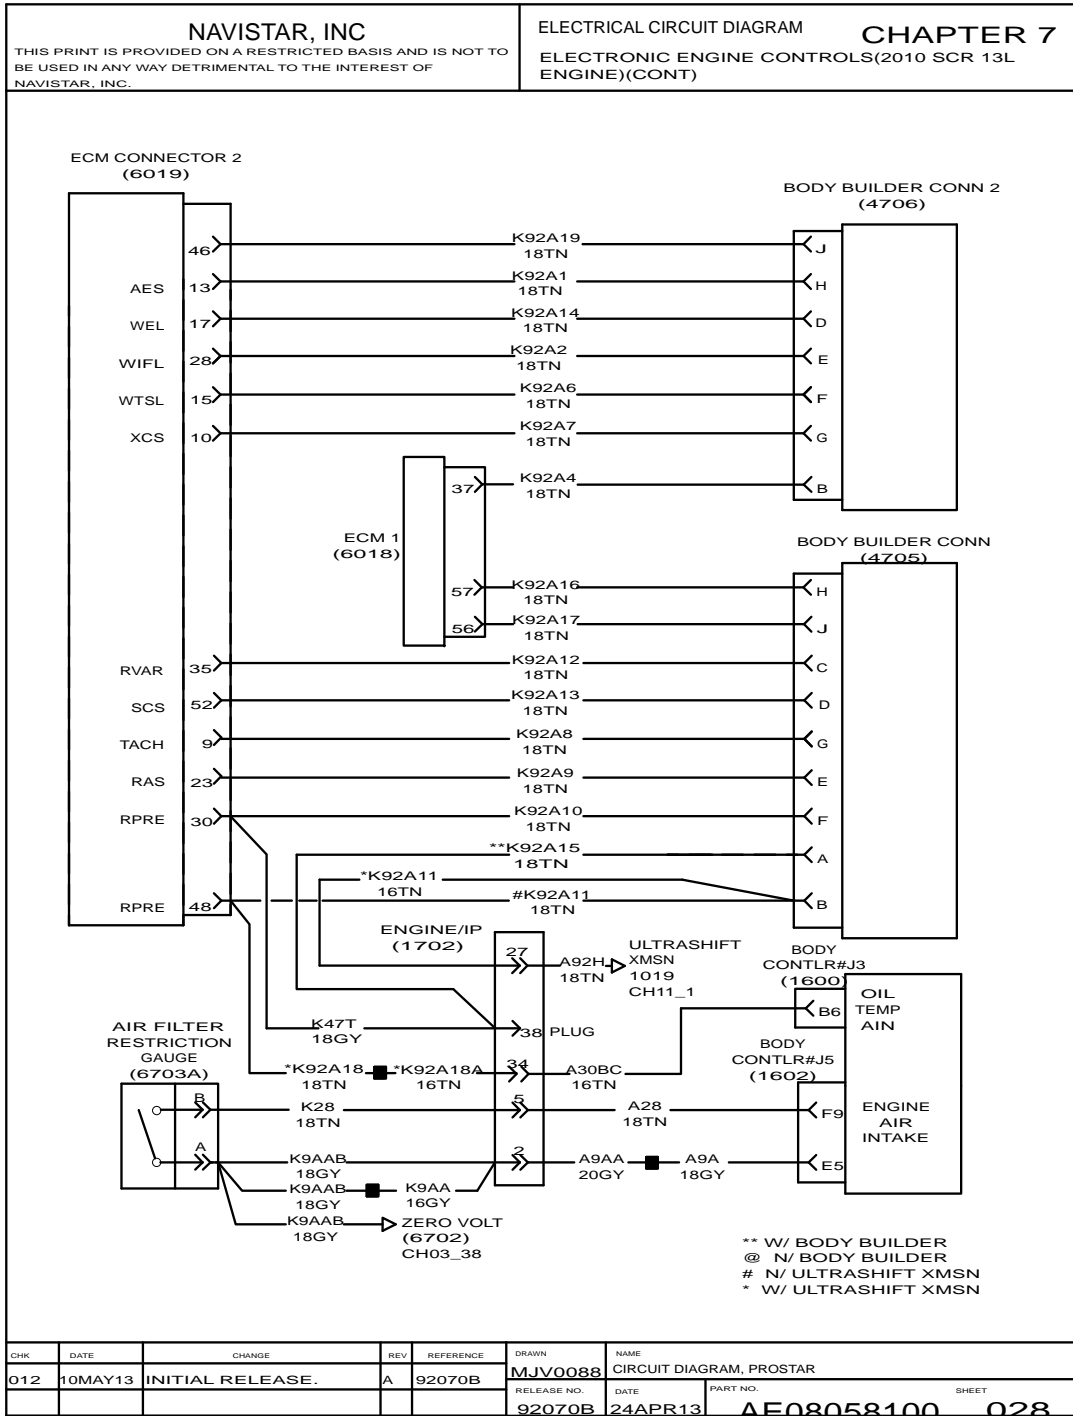 NAVISTAR, INC
THIS PRINT IS PROVIDED ON A RESTRICTED BASIS AND IS NOT TO
BE USED IN ANY WAY DETRIMENTAL TO THE INTEREST OF
NAVISTAR, INC.
ELECTRICAL CIRCUIT DIAGRAM
CHAPTER 7
ELECTRONIC ENGINE CONTROLS(2010 SCR 13L
ENGINE)(CONT)
ECM CONNECTOR 2
(6019)
BODY BUILDER CONN 2
(4706)
46
K92A19
18TN
J
AES
13
K92A1
18TN
H
WEL
17
K92A14
18TN
D
WIFL
28
K92A2
18TN
E
WTSL
15
K92A6
18TN
F
XCS
10
K92A7
18TN
G
37
K92A4
18TN
B
ECM 1
(6018)
BODY BUILDER CONN
(4705)
57
K92A16
18TN
H
56
K92A17
18TN
J
RVAR
35
K92A12
18TN
C
SCS
52
K92A13
18TN
D
TACH
9
K92A8
18TN
G
RAS
23
K92A9
18TN
E
RPRE
30
K92A10
18TN
F
**K92A15
18TN
A
*K92A11
16TN
RPRE
48
#K92A11
18TN
B
ENGINE/IP
(1702)
27
A92H
18TN
ULTRASHIFT
XMSN
1019
CH11_1
BODY
CONTLR#J3
(1600)
B6
OIL
TEMP
AIN
K47T
18GY
38 PLUG
AIR FILTER
RESTRICTION
GAUGE
(6703A)
*K92A18
18TN
*K92A18A
16TN
34
A30BC
16TN
BODY
CONTLR#J5
(1602)
B
K28
18TN
5
A28
18TN
F9
ENGINE
AIR
INTAKE
A
K9AAB
18GY
2
A9AA
20GY
A9A
18GY
E5
K9AAB
18GY
K9AA
16GY
K9AAB
18GY
ZERO VOLT
(6702)
CH03_38
** W/ BODY BUILDER
@ N/ BODY BUILDER
# N/ ULTRASHIFT XMSN
* W/ ULTRASHIFT XMSN
CHK DATE CHANGE REV REFERENCE
012 10MAY13 INITIAL RELEASE. A 92070B
DRAWN
MJV0088
NAME
CIRCUIT DIAGRAM, PROSTAR
RELEASE NO.
92070B
DATE
24APR13
PART NO.
AE08058100
SHEET
028